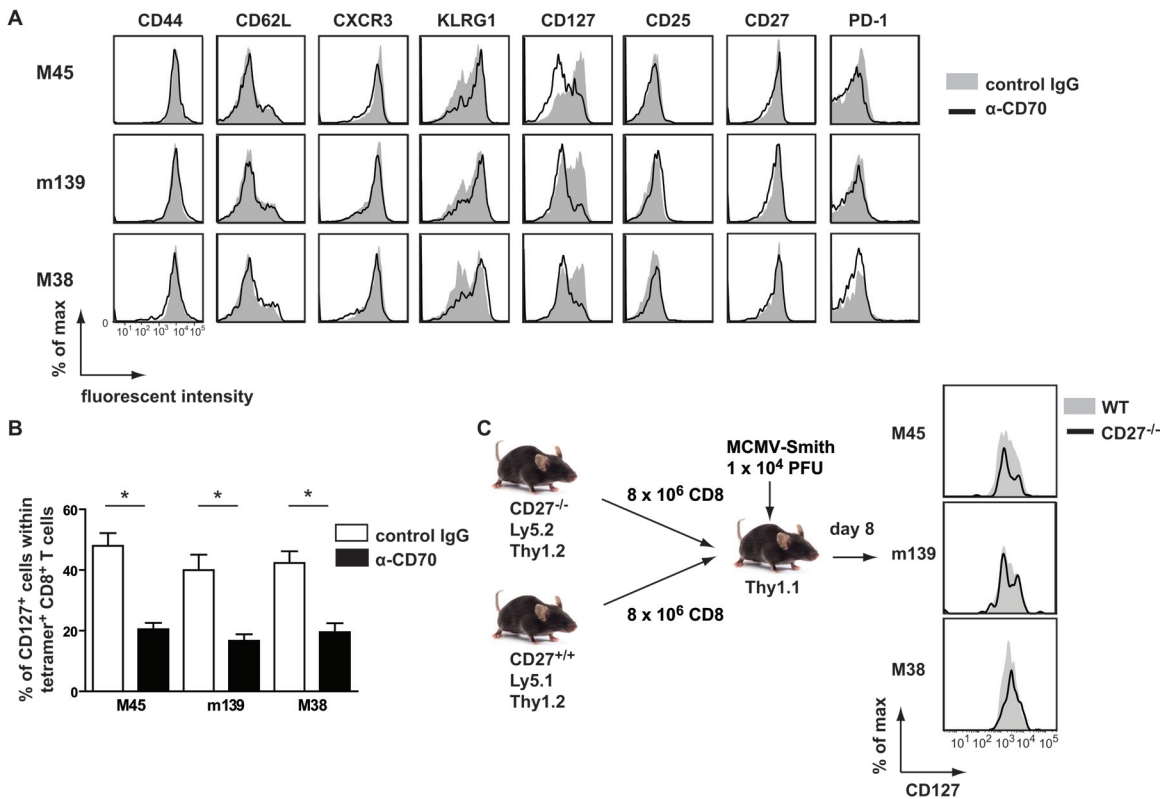 A
CD44 CD62L CXCR3 KLRG1 CD127 CD25 CD27 PD-1
M45
control IgG
α-CD70
m139
M38
% of max
0
10¹ 10² 10³ 10⁴ 10⁵
fluorescent intensity
B
% of CD127⁺ cells within
tetramer⁺ CD8⁺ T cells
60
40
20
0
* * *
control IgG
α-CD70
M45 m139 M38
C
CD27⁻/⁻
Ly5.2
Thy1.2
8 x 10⁶ CD8
MCMV-Smith
1 x 10⁴ PFU
Thy1.1
day 8
CD27⁺/⁺
Ly5.1
Thy1.2
8 x 10⁶ CD8
M45
WT
CD27⁻/⁻
m139
M38
% of max
10¹ 10² 10³ 10⁴ 10⁵
CD127